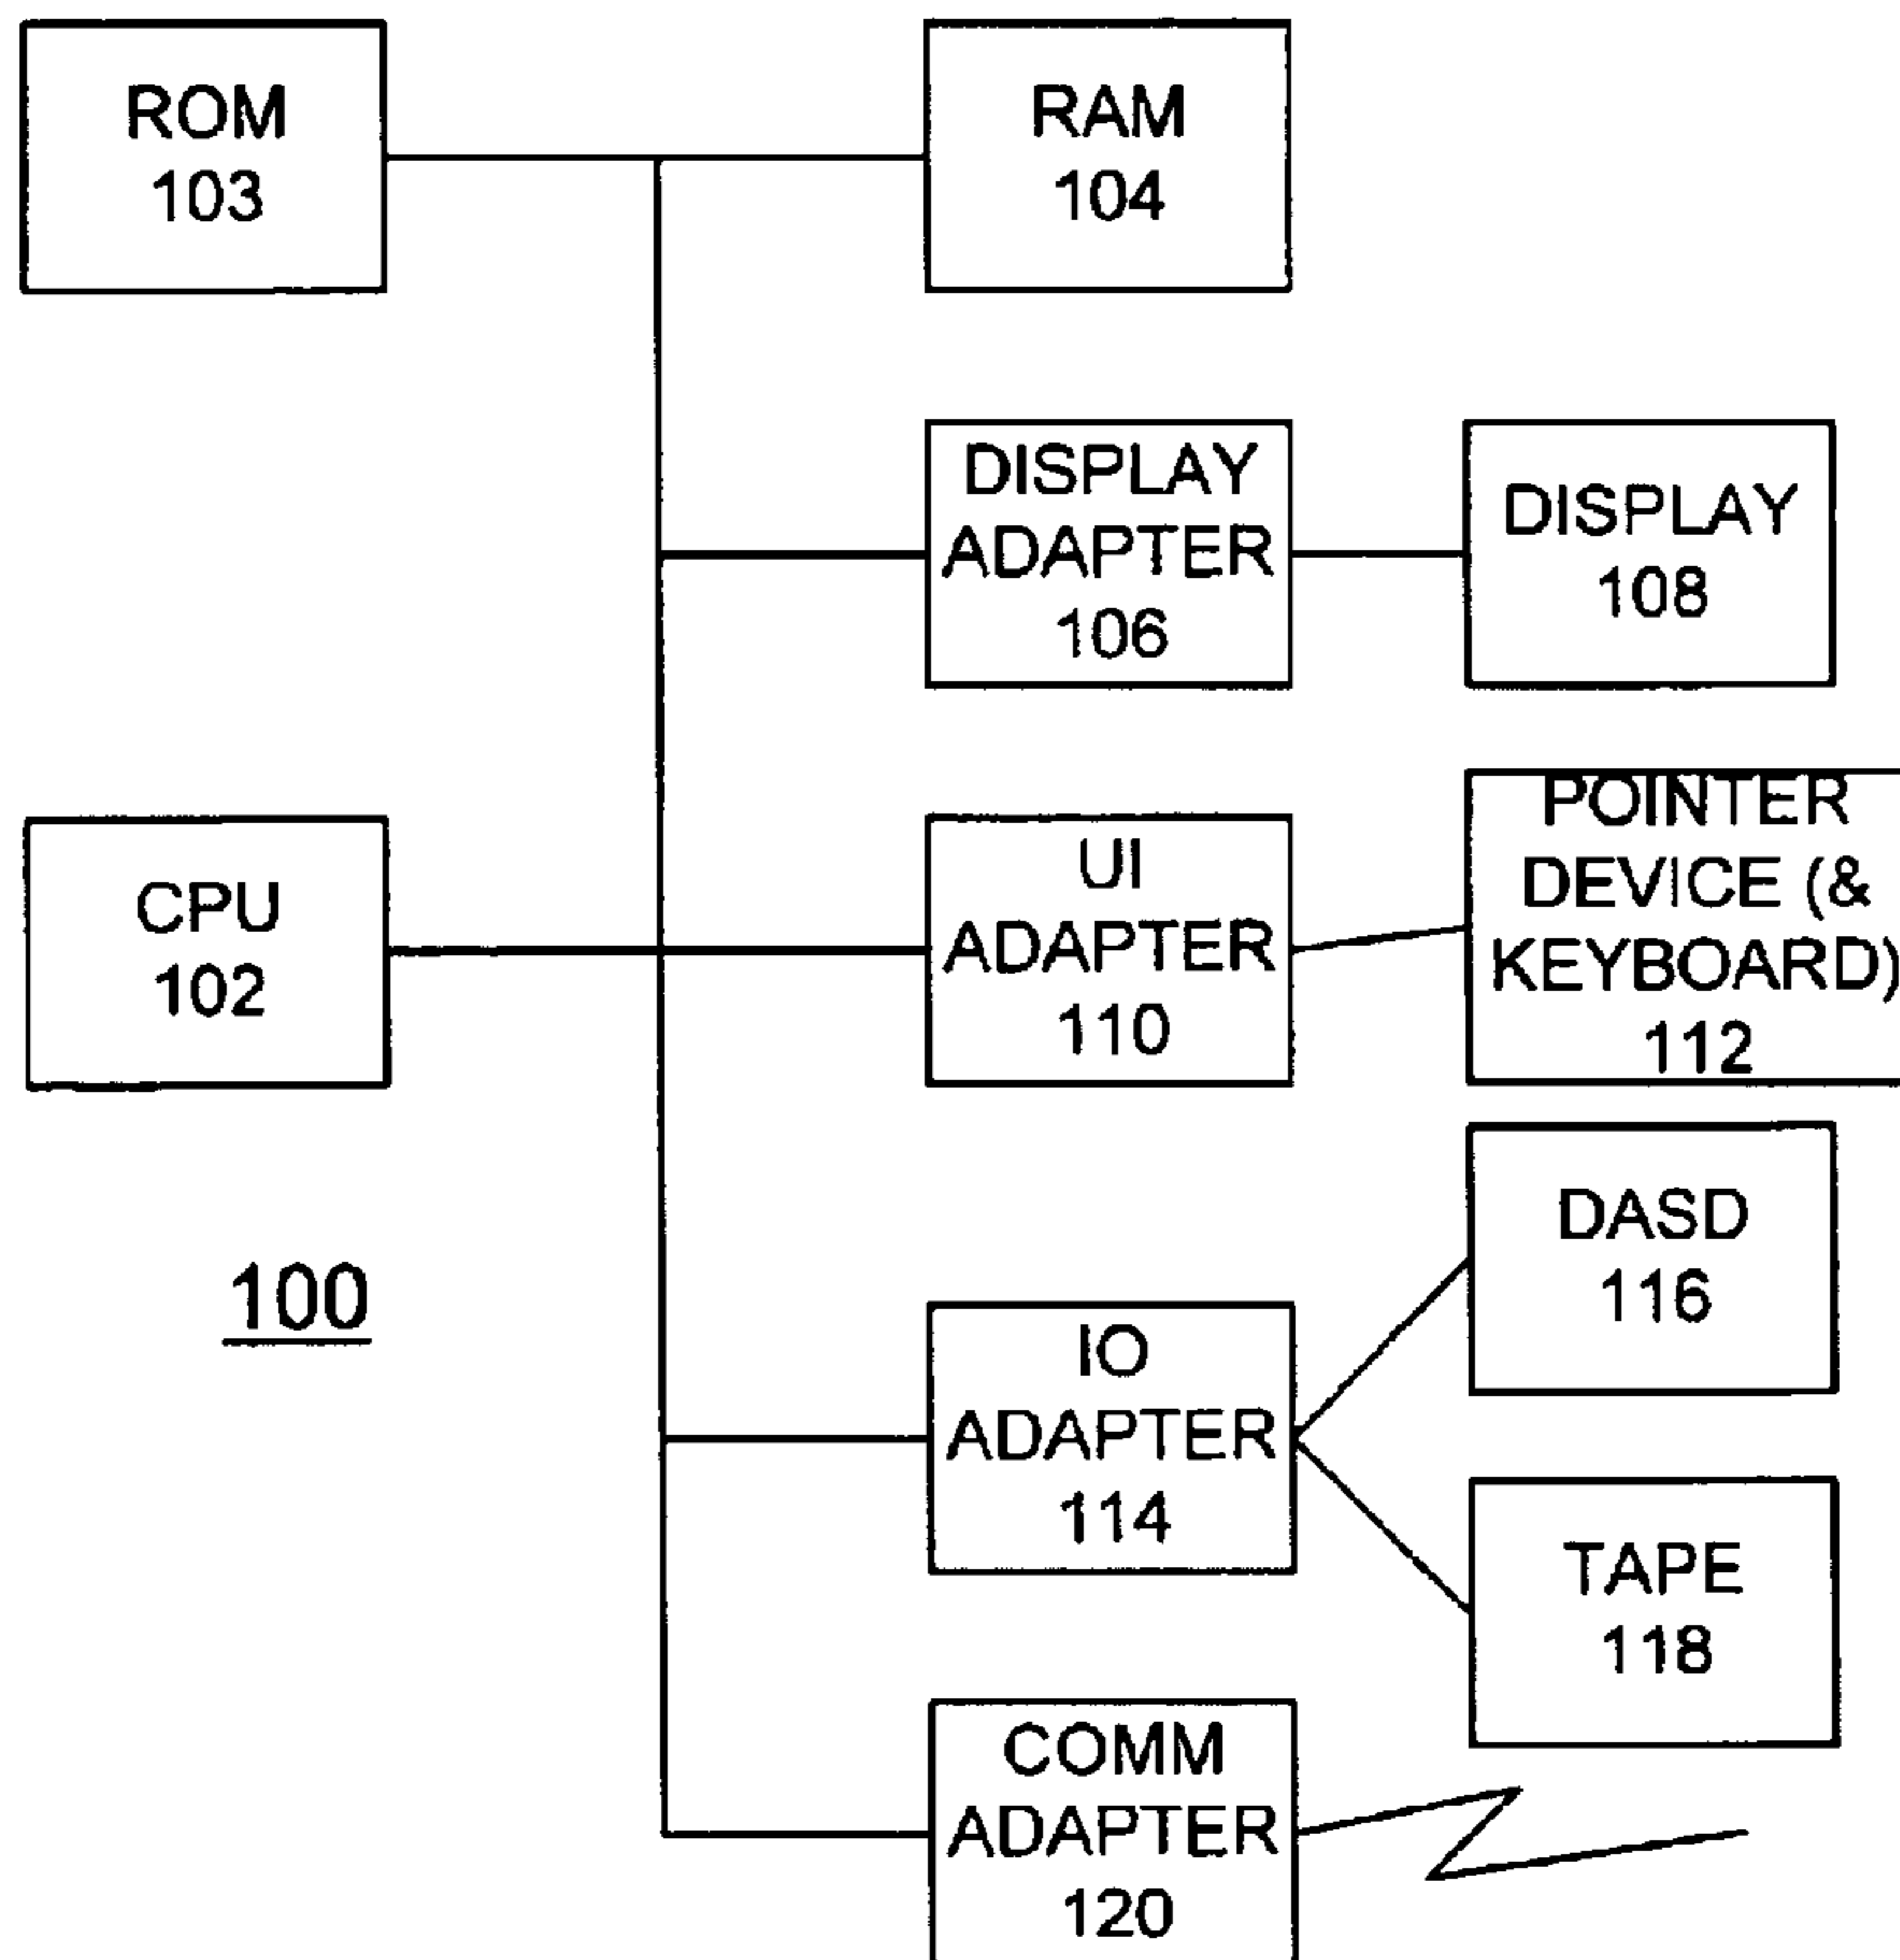 ROM
103
RAM
104
DISPLAY
ADAPTER
106
DISPLAY
108
CPU
102
UI
ADAPTER
110
POINTER
DEVICE (&
KEYBOARD)
112
100
IO
ADAPTER
114
DASD
116
TAPE
118
COMM
ADAPTER
120